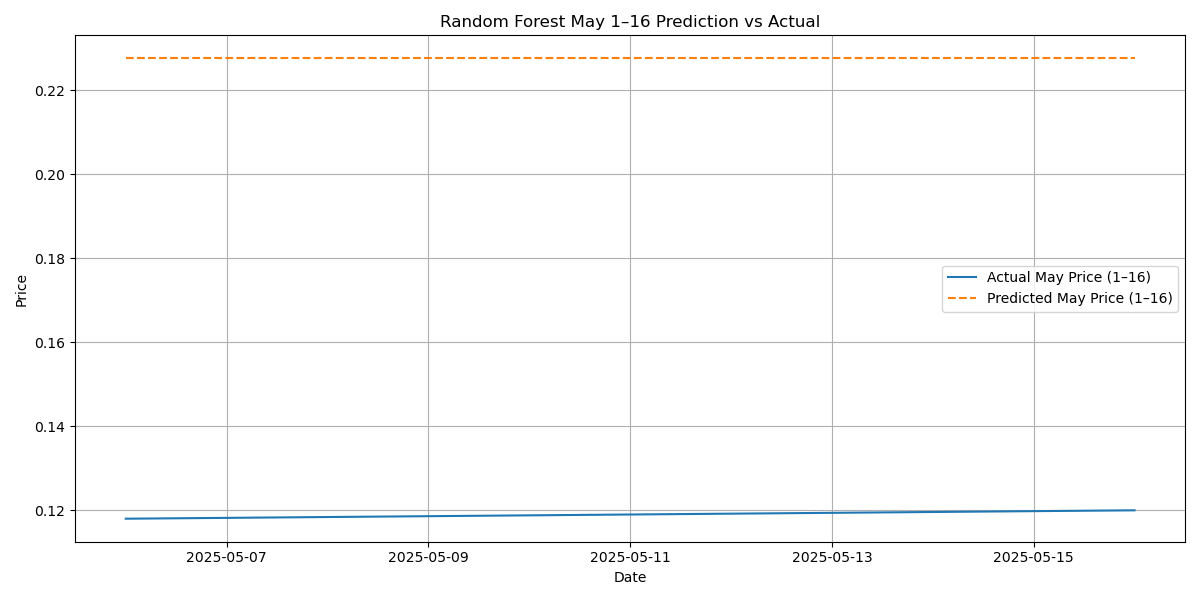 Random Forest May 1–16 Prediction vs Actual
0.22
0.20
0.18
0.16
0.14
0.12
Price
Actual May Price (1–16)
Predicted May Price (1–16)
2025-05-07
2025-05-09
2025-05-11
2025-05-13
2025-05-15
Date